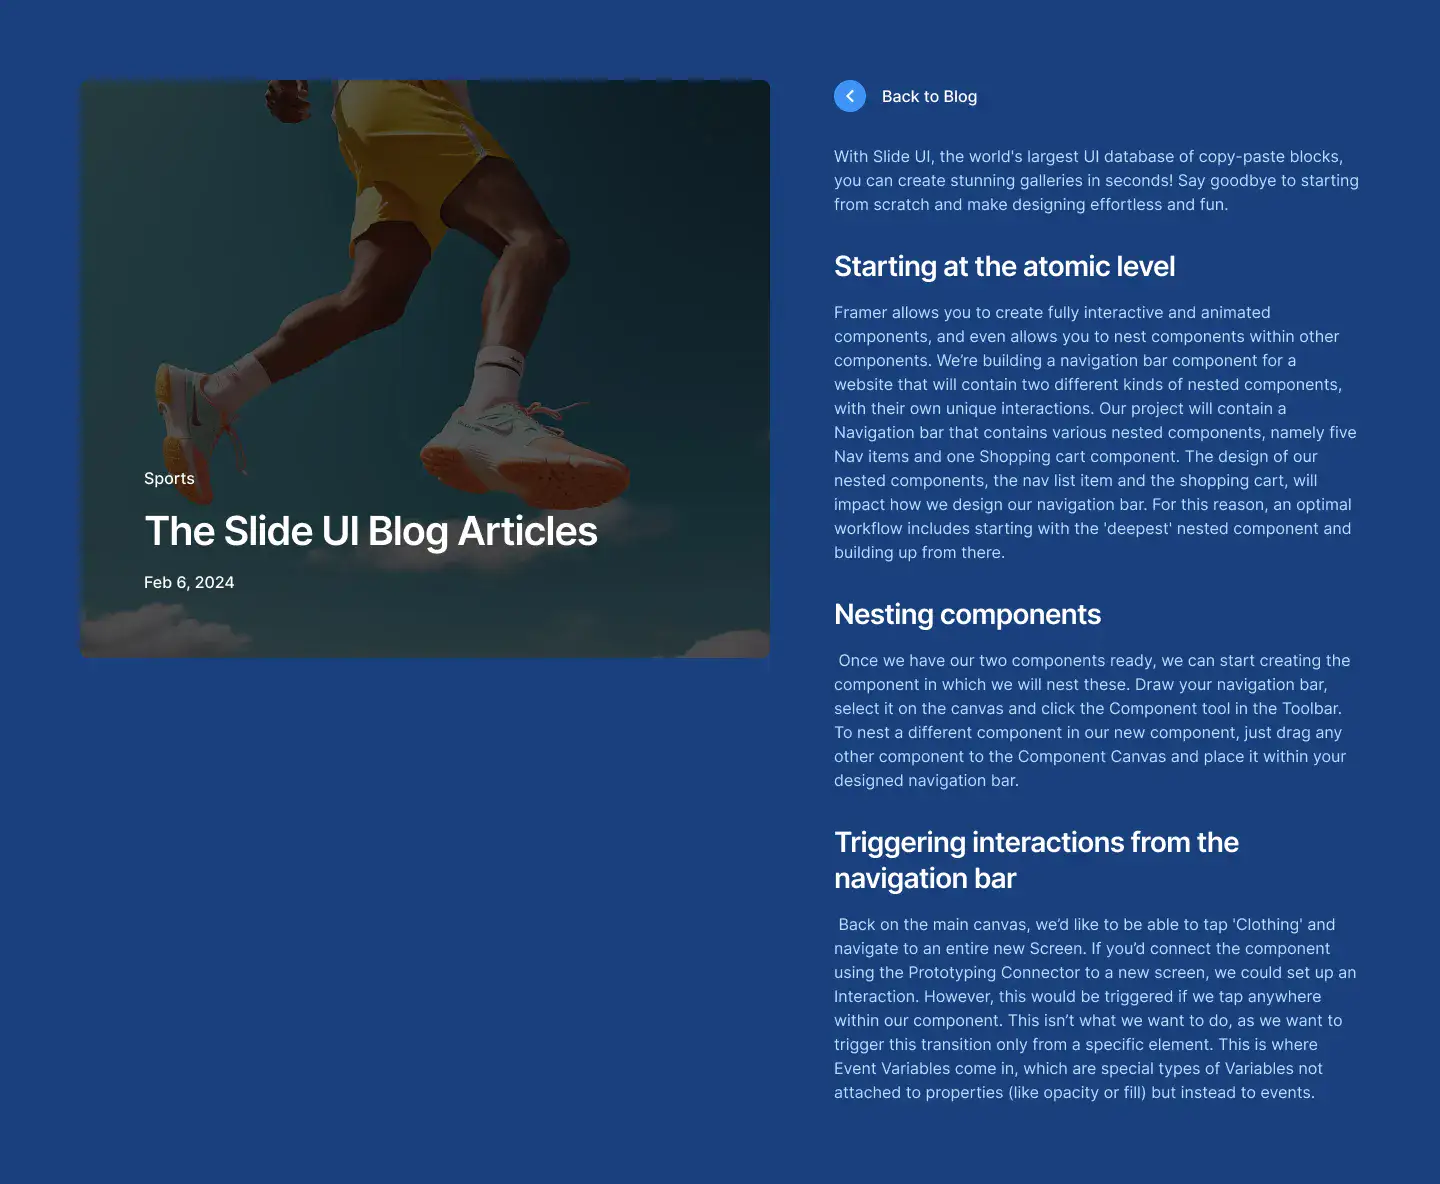 Sports
The Slide UI Blog Articles
Feb 6, 2024
Back to Blog
With Slide UI, the world's largest UI database of copy-paste blocks,
you can create stunning galleries in seconds! Say goodbye to starting
from scratch and make designing effortless and fun.
Starting at the atomic level
Framer allows you to create fully interactive and animated
components, and even allows you to nest components within other
components. We’re building a navigation bar component for a
website that will contain two different kinds of nested components,
with their own unique interactions. Our project will contain a
Navigation bar that contains various nested components, namely five
Nav items and one Shopping cart component. The design of our
nested components, the nav list item and the shopping cart, will
impact how we design our navigation bar. For this reason, an optimal
workflow includes starting with the 'deepest' nested component and
building up from there.
Nesting components
Once we have our two components ready, we can start creating the
component in which we will nest these. Draw your navigation bar,
select it on the canvas and click the Component tool in the Toolbar.
To nest a different component in our new component, just drag any
other component to the Component Canvas and place it within your
designed navigation bar.
Triggering interactions from the
navigation bar
Back on the main canvas, we’d like to be able to tap 'Clothing' and
navigate to an entire new Screen. If you’d connect the component
using the Prototyping Connector to a new screen, we could set up an
Interaction. However, this would be triggered if we tap anywhere
within our component. This isn’t what we want to do, as we want to
trigger this transition only from a specific element. This is where
Event Variables come in, which are special types of Variables not
attached to properties (like opacity or fill) but instead to events.